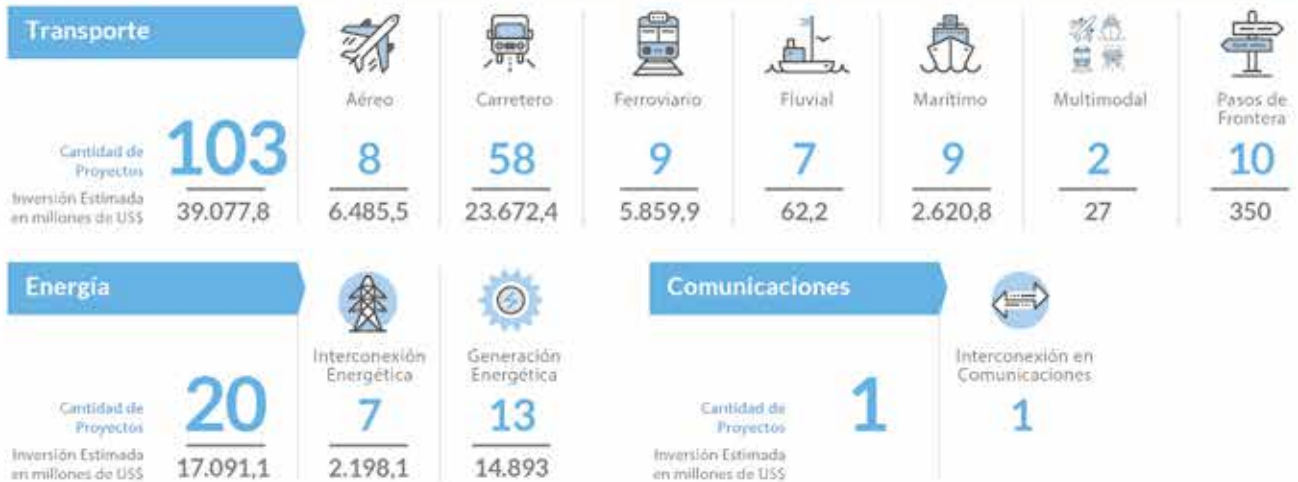 Transporte
Aéreo
Carretero
Ferroviario
Fluvial
Marítimo
Multimodal
Pasos de
Frontera
Cantidad de
Proyectos
103
8
58
9
7
9
2
10
Inversión Estimada
en millones de US$
39.077,8
6.485,5
23.672,4
5.859,9
62,2
2.620,8
27
350
Energía
Interconexión
Energética
Generación
Energética
Cantidad de
Proyectos
20
7
13
Inversión Estimada
en millones de US$
17.091,1
2.198,1
14.893
Comunicaciones
Interconexión en
Comunicaciones
Cantidad de
Proyectos
1
1
Inversión Estimada
en millones de US$